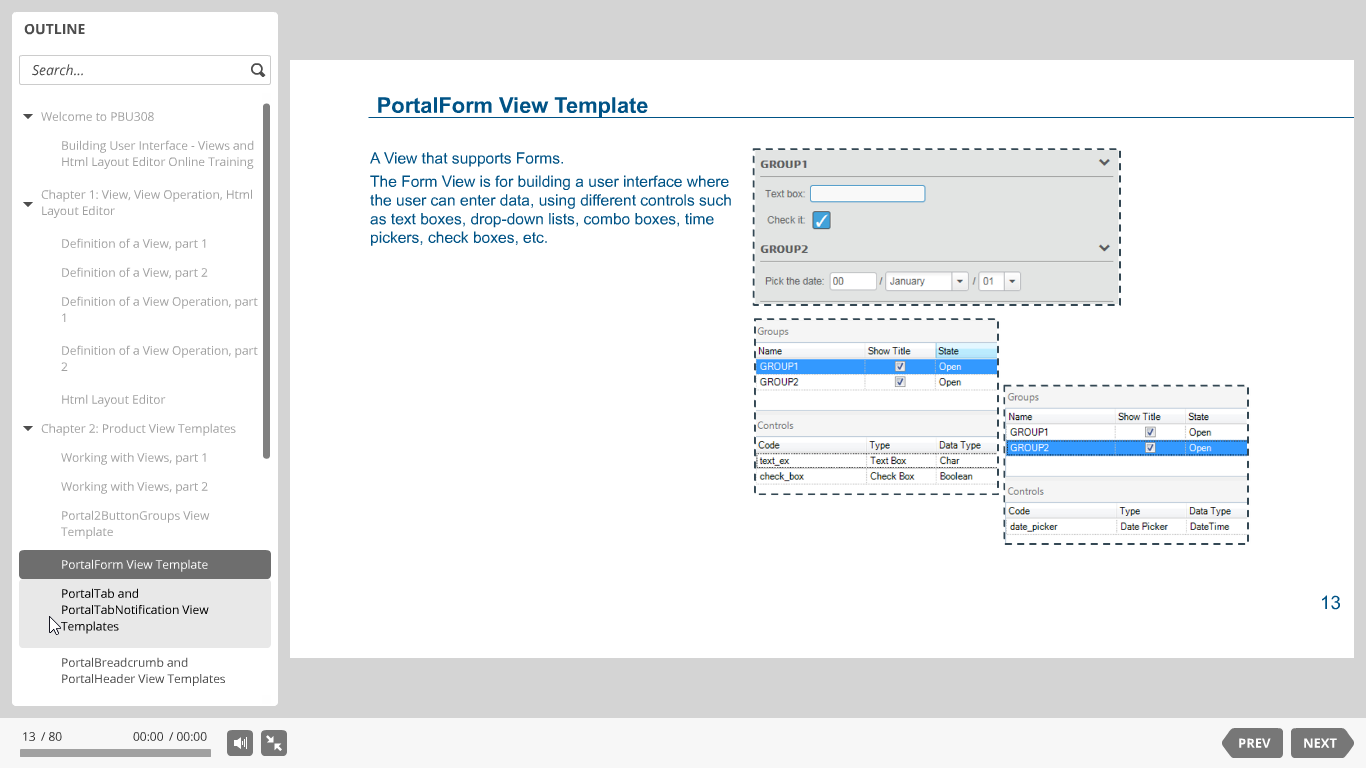 OUTLINE
Search...
Welcome to PBU308
Building User Interface - Views and
Html Layout Editor Online Training
Chapter 1: View, View Operation, Html
Layout Editor
Definition of a View, part 1
Definition of a View, part 2
Definition of a View Operation, part
1
Definition of a View Operation, part
2
Html Layout Editor
Chapter 2: Product View Templates
Working with Views, part 1
Working with Views, part 2
Portal2ButtonGroups View
Template
PortalForm View Template
PortalTab and
PortalTabNotification View
Templates
PortalBreadcrumb and
PortalHeader View Templates
PortalForm View Template
A View that supports Forms.
The Form View is for building a user interface where
the user can enter data, using different controls such
as text boxes, drop-down lists, combo boxes, time
pickers, check boxes, etc.
GROUP1
Text box:
Check it:
GROUP2
Pick the date: 00 / January / 01
Groups
Name Show Title State
GROUP1 Open
GROUP2 Open
Controls
Code Type Data Type
text_ex Text Box Char
check_box Check Box Boolean
Groups
Name Show Title State
GROUP1 Open
GROUP2 Open
Controls
Code Type Data Type
date_picker Date Picker DateTime
13
13 / 80 00:00 / 00:00
PREV NEXT